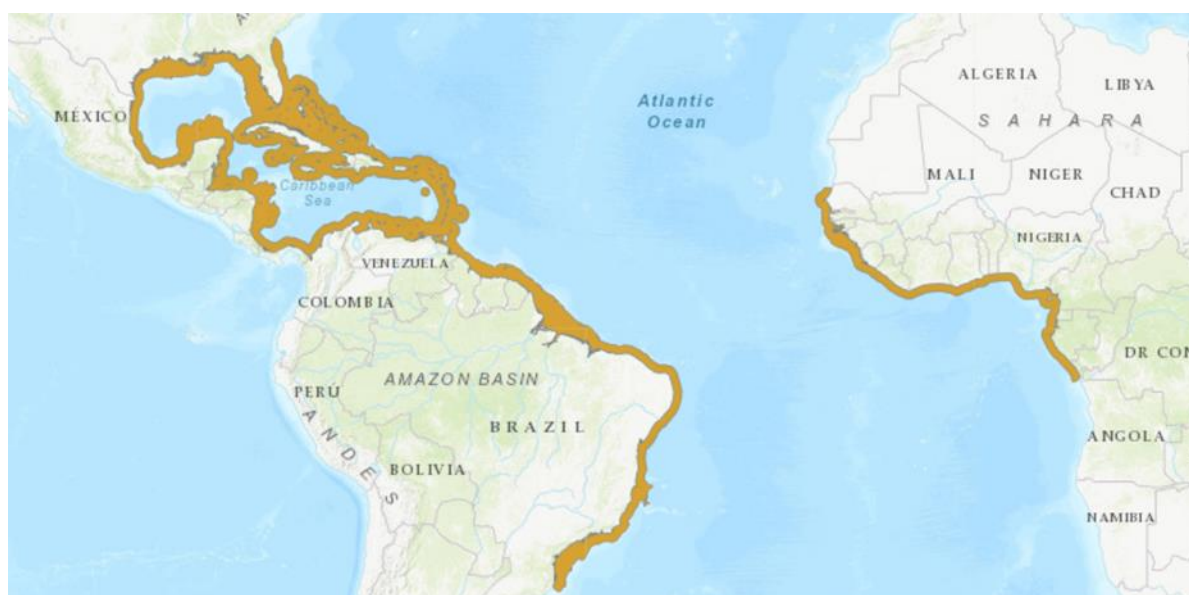 Atlantic
Ocean
ALGERIA
LIBYA
MÉXICO
SAHARA
MALI
NIGER
CHAD
Caribbean
Sea
NIGERIA
VENEZUELA
COLOMBIA
DR CON
AMAZON BASIN
PERÚ
ANDES
BRAZIL
ANGOLA
BOLIVIA
NAMIBIA